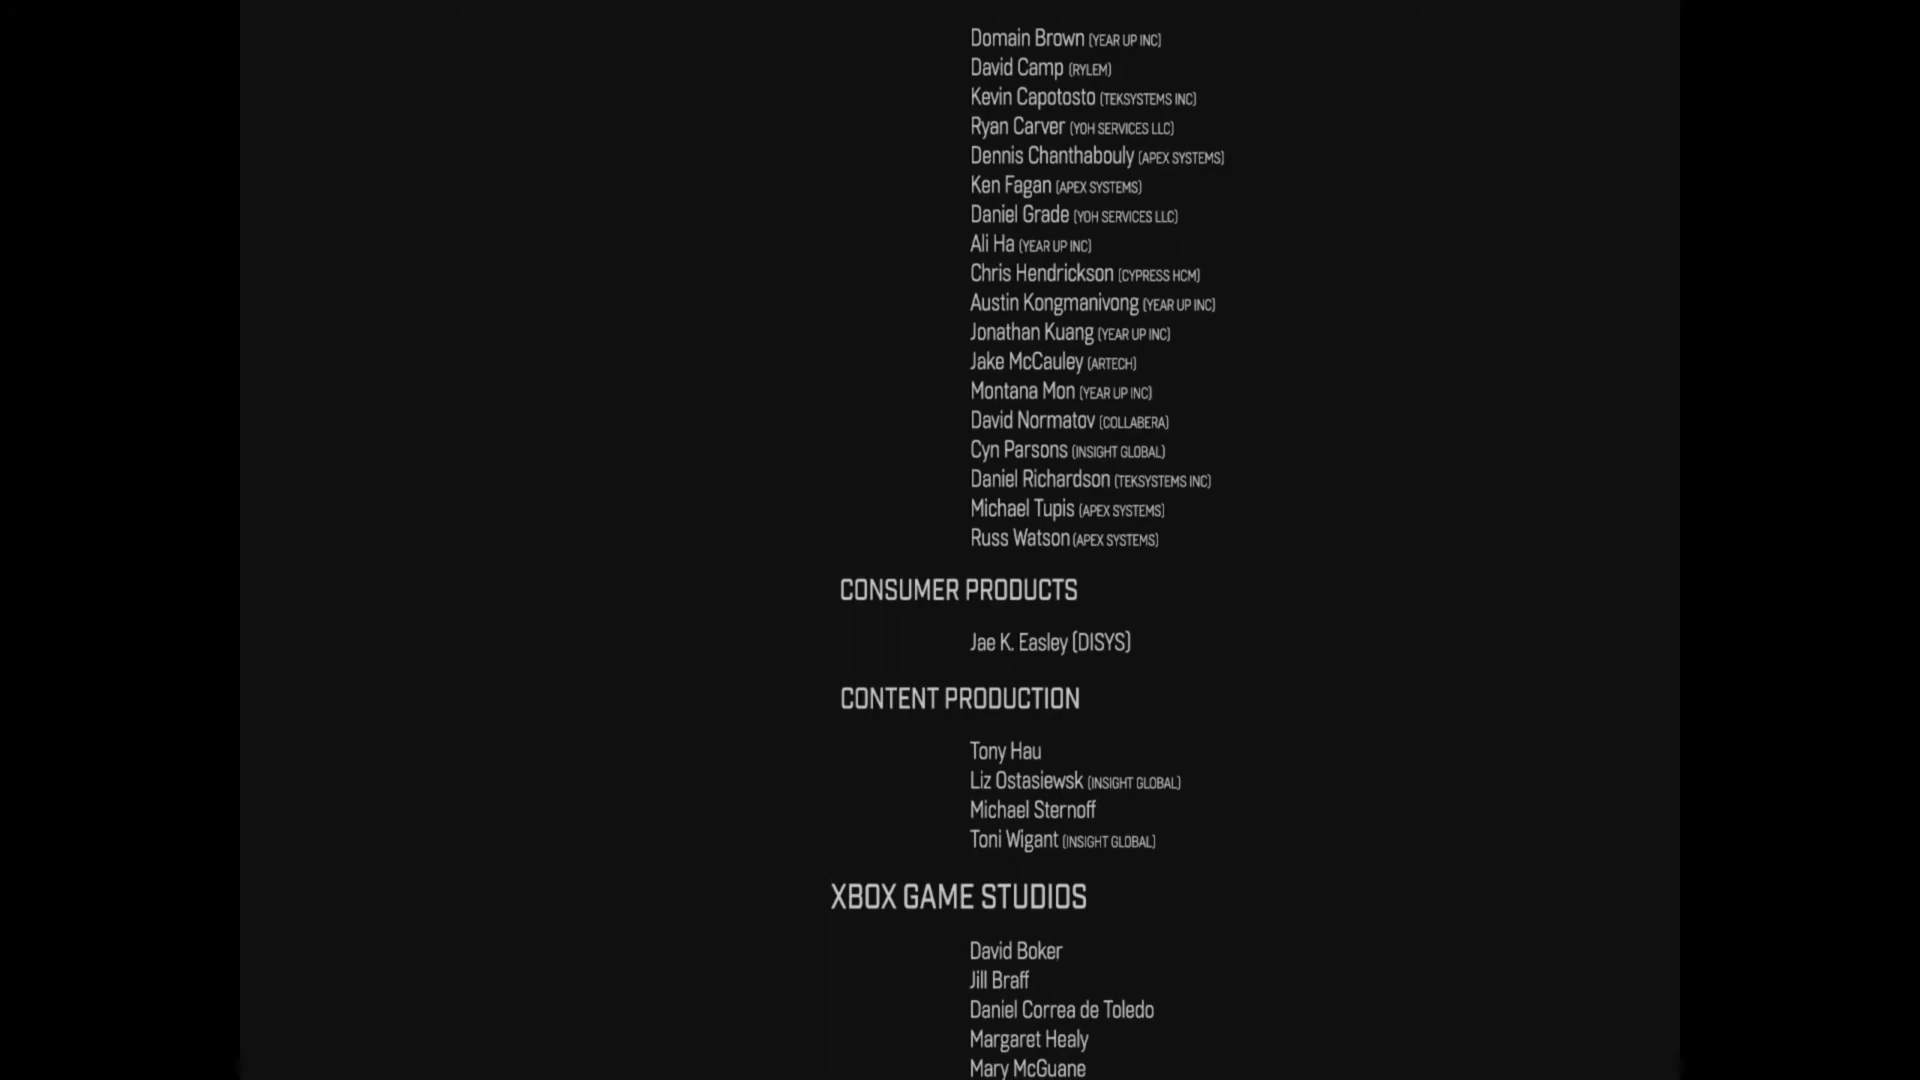 Domain Brown (YEAR UP INC)
David Camp (RYLEM)
Kevin Capotosto (TEKSYSTEMS INC)
Ryan Carver (YOH SERVICES LLC)
Dennis Chanthabouly (APEX SYSTEMS)
Ken Fagan (APEX SYSTEMS)
Daniel Grade (YOH SERVICES LLC)
Ali Ha (YEAR UP INC)
Chris Hendrickson (CYPRESS HCM)
Austin Kongmanivong (YEAR UP INC)
Jonathan Kuang (YEAR UP INC)
Jake McCauley (ARTECH)
Montana Mon (YEAR UP INC)
David Normatov (COLLABERA)
Cyn Parsons (INSIGHT GLOBAL)
Daniel Richardson (TEKSYSTEMS INC)
Michael Tupis (APEX SYSTEMS)
Russ Watson (APEX SYSTEMS)
CONSUMER PRODUCTS
Jae K. Easley (DISYS)
CONTENT PRODUCTION
Tony Hau
Liz Ostasiewsk (INSIGHT GLOBAL)
Michael Sternoff
Toni Wigant (INSIGHT GLOBAL)
XBOX GAME STUDIOS
David Boker
Jill Braff
Daniel Correa de Toledo
Margaret Healy
Mary McGuane